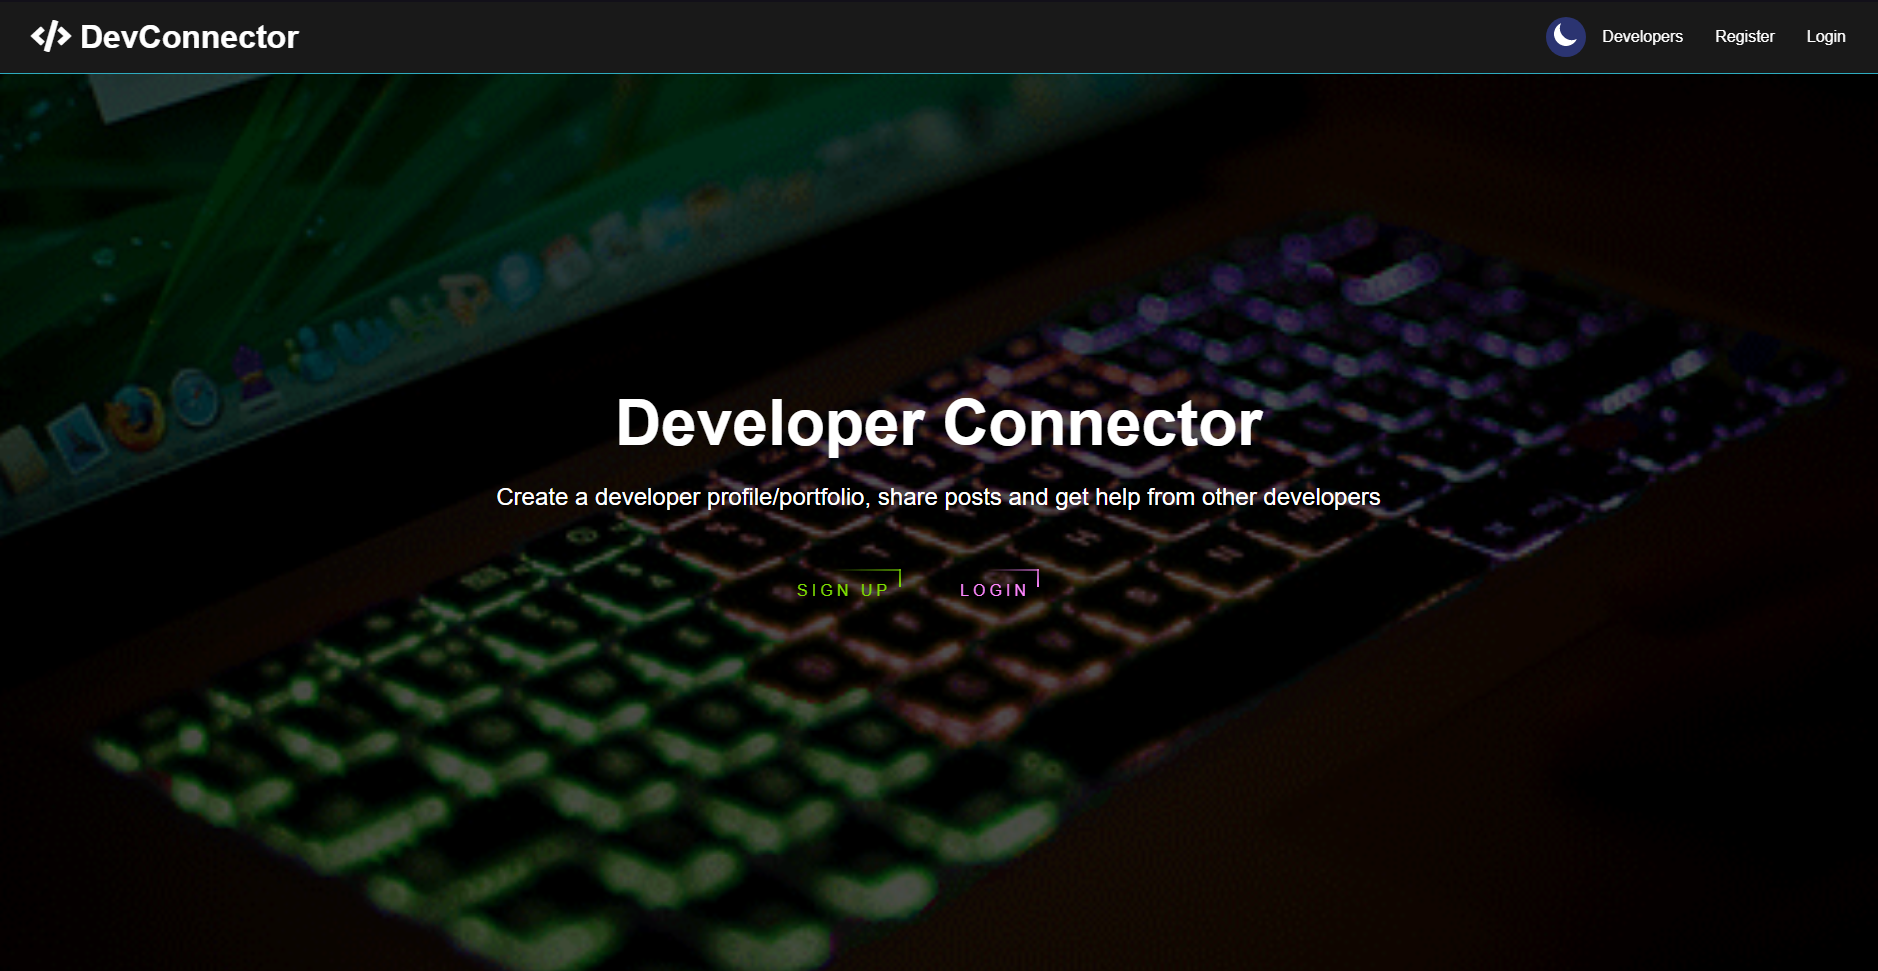 DevConnector
Developers
Register
Login
Developer Connector
Create a developer profile/portfolio, share posts and get help from other developers
SIGN UP
LOGIN